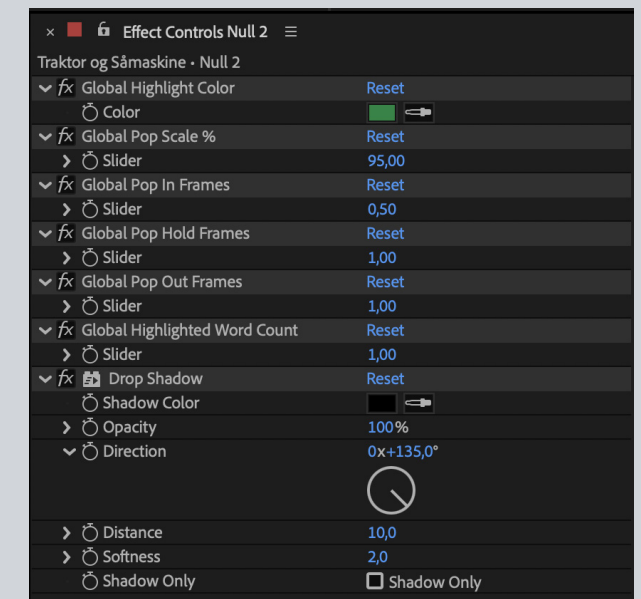 × Effect Controls Null 2 ≡
Traktor og Såmaskine • Null 2
fx Global Highlight Color Reset
Color
fx Global Pop Scale % Reset
Slider 95,00
fx Global Pop In Frames Reset
Slider 0,50
fx Global Pop Hold Frames Reset
Slider 1,00
fx Global Pop Out Frames Reset
Slider 1,00
fx Global Highlighted Word Count Reset
Slider 1,00
fx Drop Shadow Reset
Shadow Color
Opacity 100%
Direction 0x+135,0°
Distance 10,0
Softness 2,0
Shadow Only Shadow Only